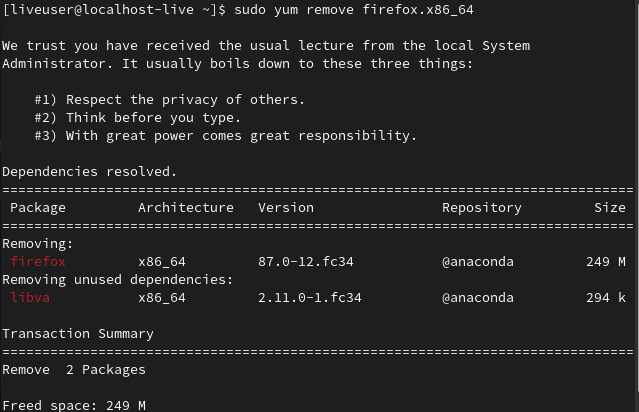 [liveuser@localhost-live ~]$ sudo yum remove firefox.x86_64
We trust you have received the usual lecture from the local System
Administrator. It usually boils down to these three things:
#1) Respect the privacy of others.
#2) Think before you type.
#3) With great power comes great responsibility.
Dependencies resolved.
================================================================================
Package Architecture Version Repository Size
================================================================================
Removing:
firefox x86_64 87.0-12.fc34 @anaconda 249 M
Removing unused dependencies:
libva x86_64 2.11.0-1.fc34 @anaconda 294 k
Transaction Summary
================================================================================
Remove 2 Packages
Freed space: 249 M